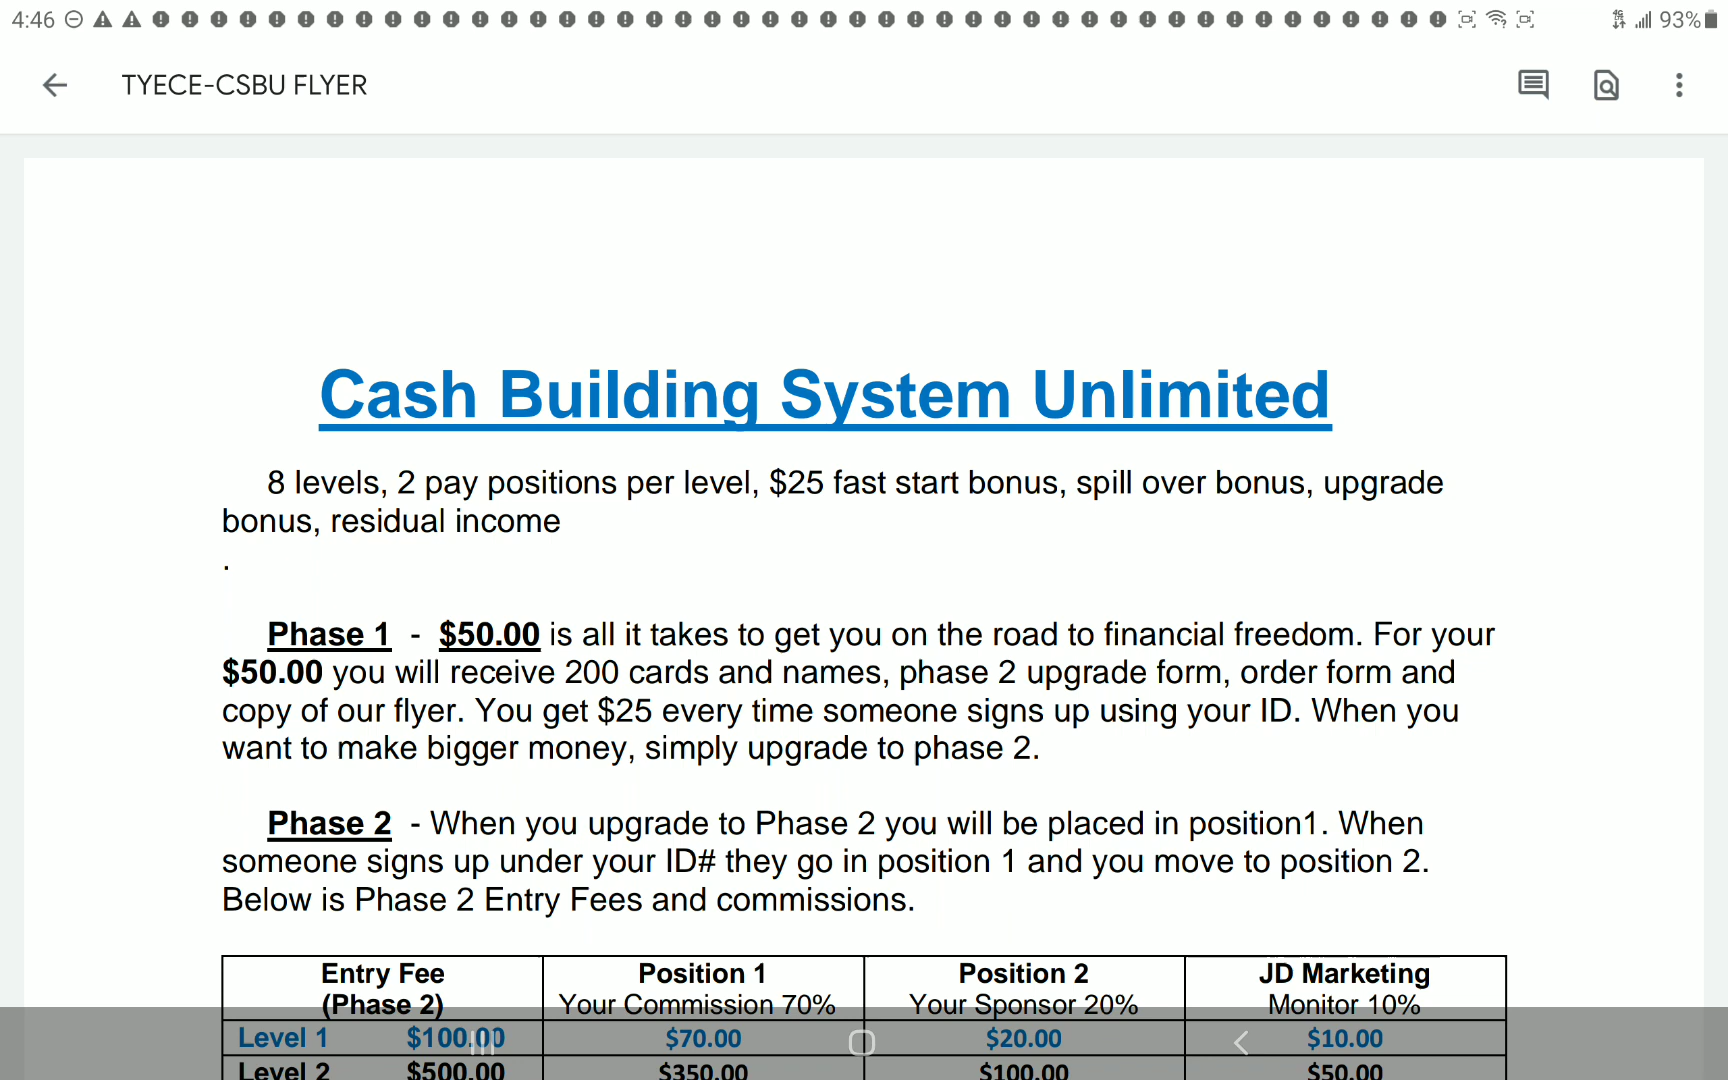 4:46
93%
TYECE-CSBU FLYER
Cash Building System Unlimited
8 levels, 2 pay positions per level, $25 fast start bonus, spill over bonus, upgrade
bonus, residual income
.
Phase 1 - $50.00 is all it takes to get you on the road to financial freedom. For your
$50.00 you will receive 200 cards and names, phase 2 upgrade form, order form and
copy of our flyer. You get $25 every time someone signs up using your ID. When you
want to make bigger money, simply upgrade to phase 2.
Phase 2 - When you upgrade to Phase 2 you will be placed in position1. When
someone signs up under your ID# they go in position 1 and you move to position 2.
Below is Phase 2 Entry Fees and commissions.
Entry Fee Position 1 Position 2 JD Marketing
(Phase 2) Your Commission 70% Your Sponsor 20% Monitor 10%
Level 1 $100.00 $70.00 $20.00 $10.00
Level 2 $500.00 $350.00 $100.00 $50.00